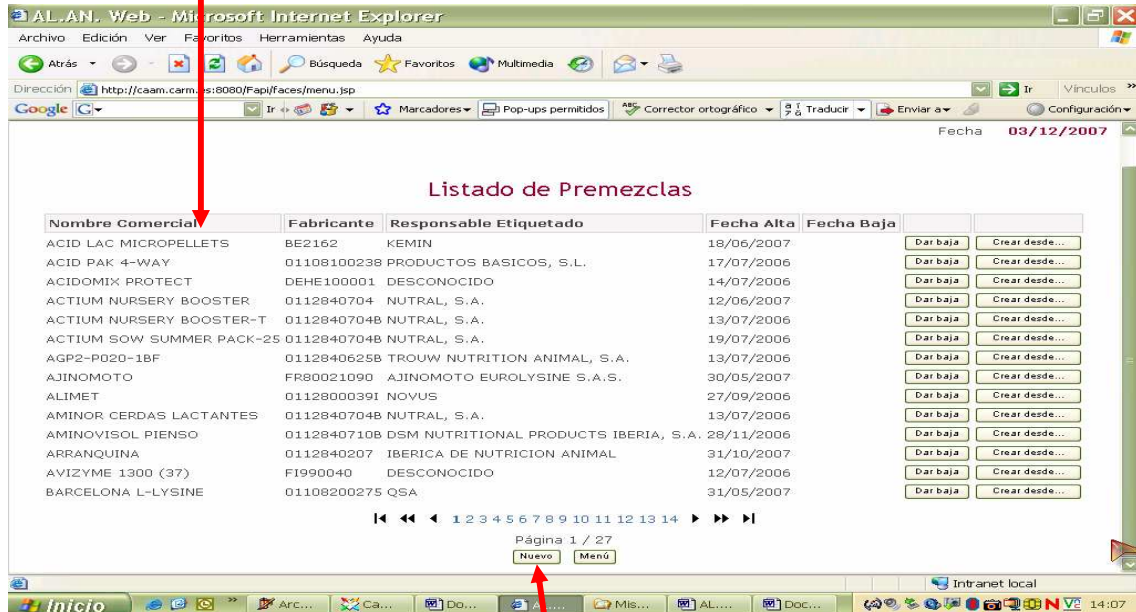 AL.AN. Web - Microsoft Internet Explorer
Archivo Edición Ver Favoritos Herramientas Ayuda
Atrás Búsqueda Favoritos Multimedia
Dirección http://caam.carm.es:8080/Fapi/faces/menu.jsp Ir Vínculos »
Google G Ir Marcadores Pop-ups permitidos ABC Corrector ortográfico Traducir Enviar a Configuración
Fecha 03/12/2007
Listado de Premezclas
Nombre Comercial Fabricante Responsable Etiquetado Fecha Alta Fecha Baja
ACID LAC MICROPELLETS BE2162 KEMIN 18/06/2007 Dar baja Crear desde...
ACID PAK 4-WAY 01108100238 PRODUCTOS BASICOS, S.L. 17/07/2006 Dar baja Crear desde...
ACIDOMIX PROTECT DEHE100001 DESCONOCIDO 14/07/2006 Dar baja Crear desde...
ACTIUM NURSERY BOOSTER 0112840704 NUTRAL, S.A. 12/06/2007 Dar baja Crear desde...
ACTIUM NURSERY BOOSTER-T 0112840704B NUTRAL, S.A. 13/07/2006 Dar baja Crear desde...
ACTIUM SOW SUMMER PACK-25 0112840704B NUTRAL, S.A. 19/07/2006 Dar baja Crear desde...
AGP2-P020-1BF 0112840625B TROUW NUTRITION ANIMAL, S.A. 13/07/2006 Dar baja Crear desde...
AJINOMOTO FR80021090 AJINOMOTO EUROLYSINE S.A.S. 30/05/2007 Dar baja Crear desde...
ALIMET 0112800039I NOVUS 27/09/2006 Dar baja Crear desde...
AMINOR CERDAS LACTANTES 0112840704B NUTRAL, S.A. 13/07/2006 Dar baja Crear desde...
AMINOVISOL PIENSO 0112840710B DSM NUTRITIONAL PRODUCTS IBERIA, S.A. 28/11/2006 Dar baja Crear desde...
ARRANQUINA 0112840207 IBERICA DE NUTRICION ANIMAL 31/10/2007 Dar baja Crear desde...
AVIZYME 1300 (37) FI990040 DESCONOCIDO 12/07/2006 Dar baja Crear desde...
BARCELONA L-LYSINE 01108200275 QSA 31/05/2007 Dar baja Crear desde...
1 2 3 4 5 6 7 8 9 10 11 12 13 14
Página 1 / 27
Nuevo Menú
Intranet local
Inicio » Arc... Ca... Do... Mis... AL.... Doc... 14:07